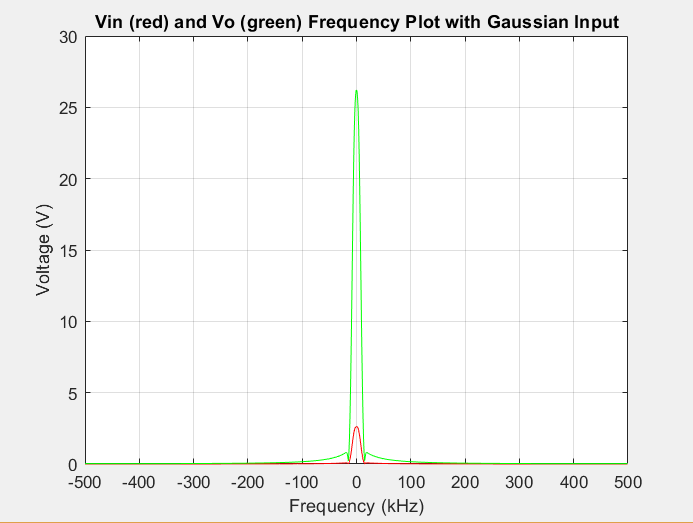 Vin (red) and Vo (green) Frequency Plot with Gaussian Input
30
25
20
15
10
5
0
Voltage (V)
-500 -400 -300 -200 -100 0 100 200 300 400 500
Frequency (kHz)